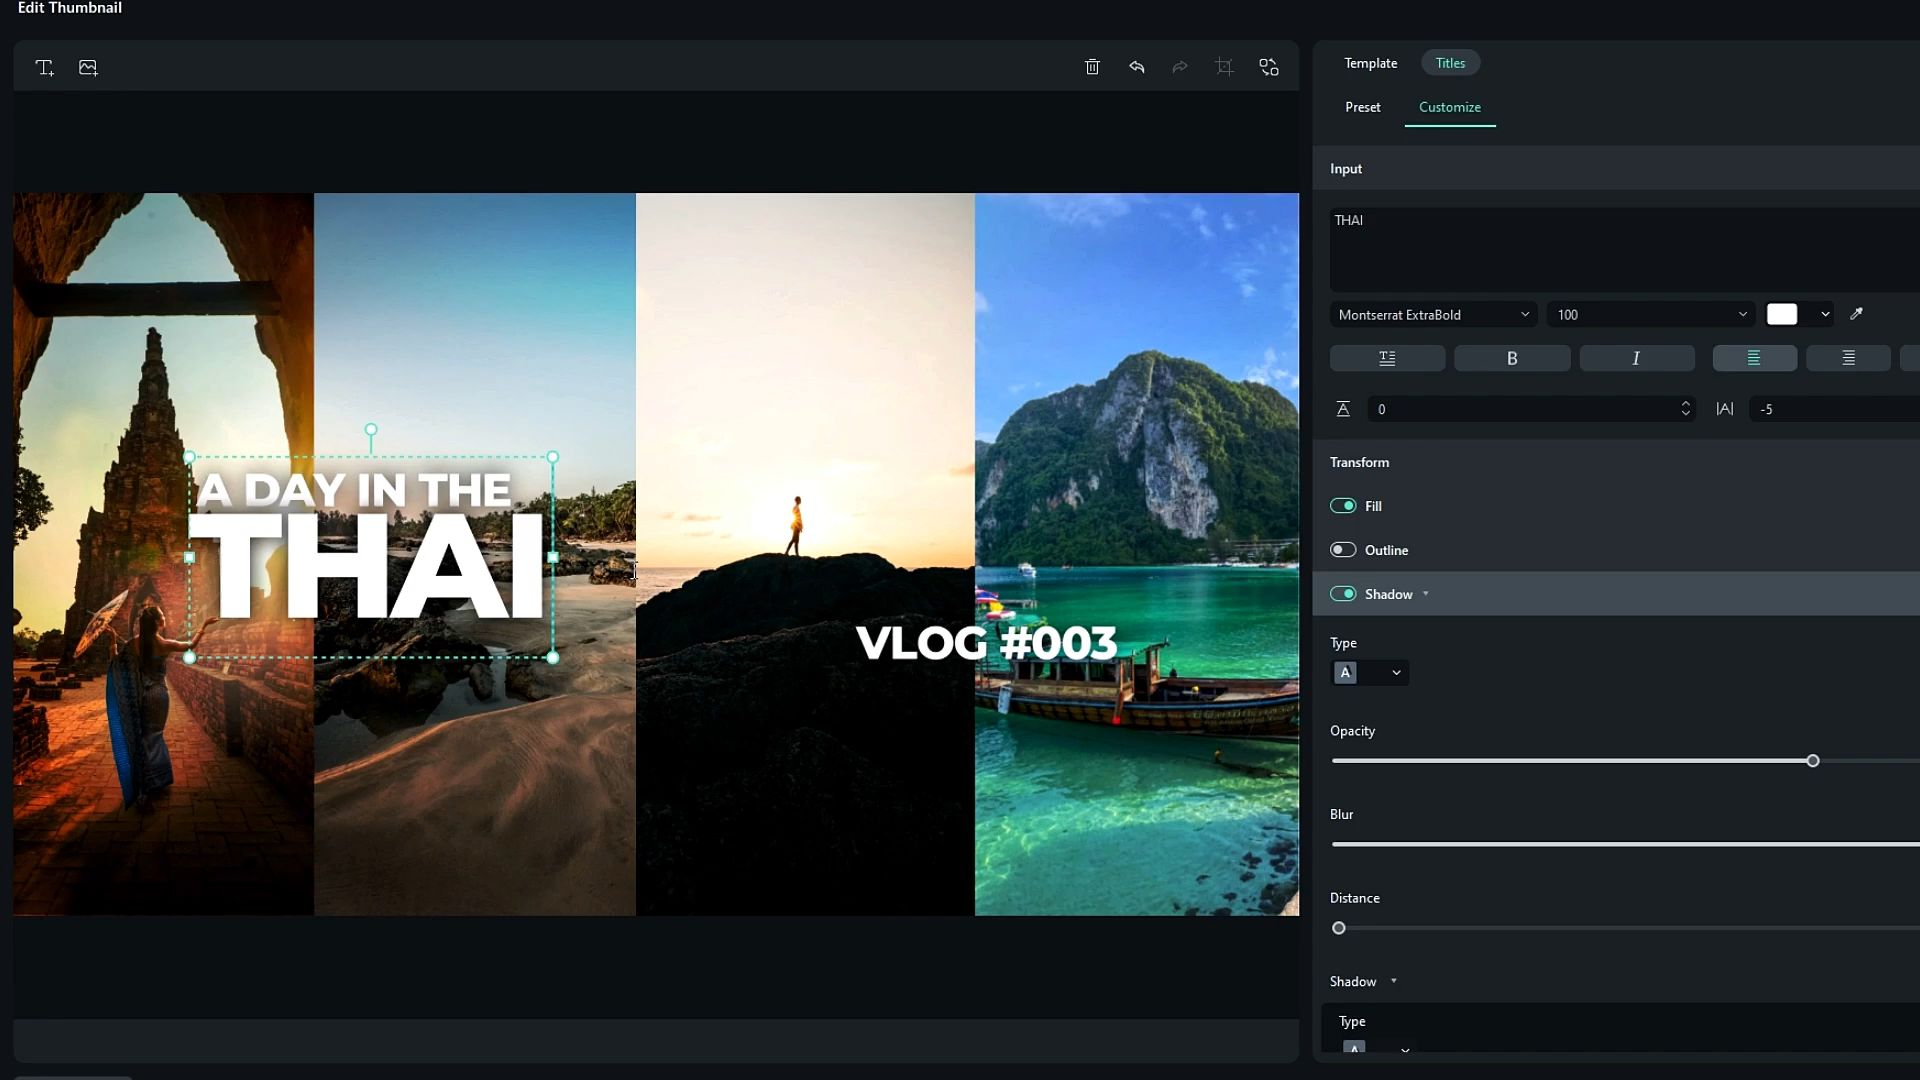 Edit Thumbnail
Template
Titles
Preset
Customize
Input
THAI
Montserrat ExtraBold
100
B
I
0
-5
Transform
Fill
Outline
Shadow
Type
A
Opacity
Blur
Distance
Shadow
Type
A
A DAY IN THE
THAI
VLOG #003